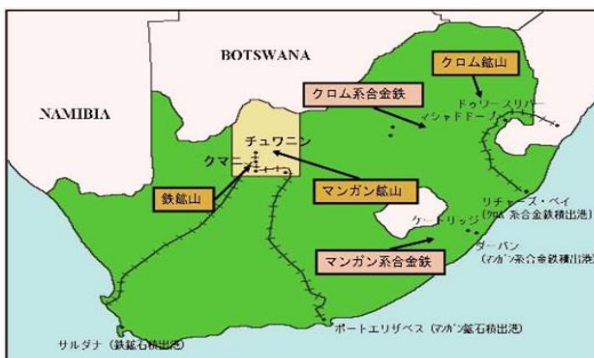 BOTSWANA
NAMIBIA
クロム鉱山
クロム系合金鉄
ドゥワースリバー
マシャドドープ
チュワニン
クマニ
鉄鉱山
マンガン鉱山
リチャーズ・ベイ
(クロム系合金鉄積出港)
ケートリッジ
ダーバン
(マンガン系合金鉄積出港)
マンガン系合金鉄
サルダナ (鉄鉱石積出港)
ポートエリザベス (マンガン鉱石積出港)